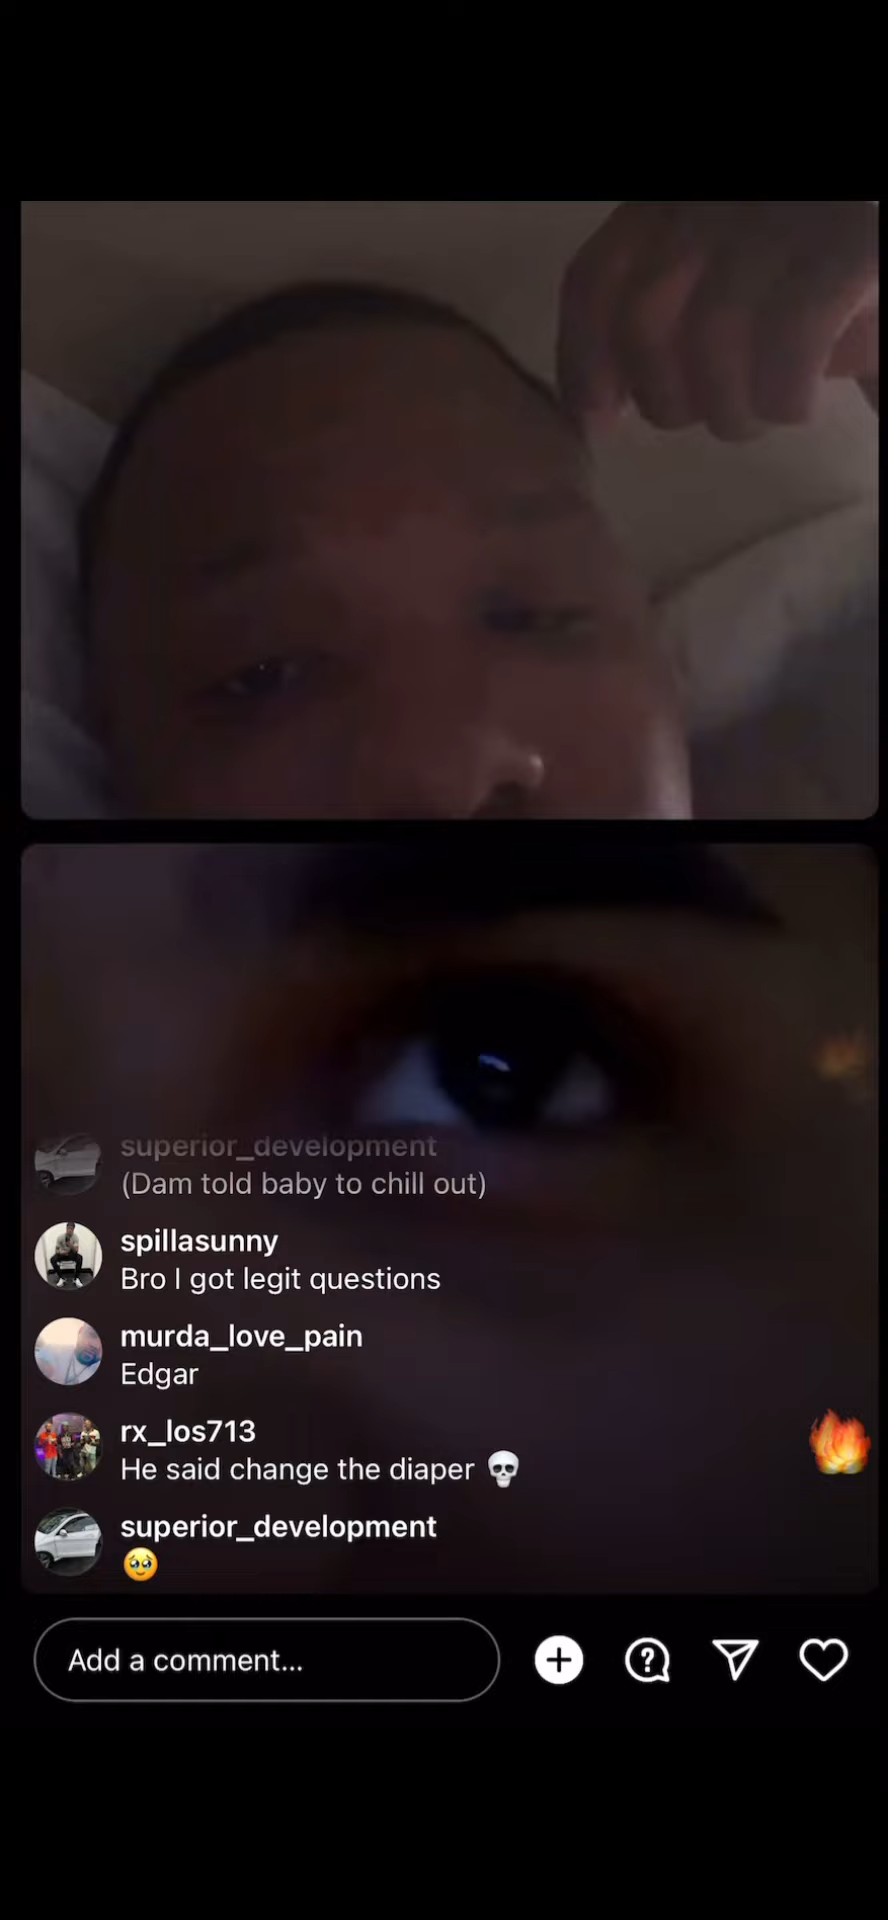 superior_development
(Dam told baby to chill out)
spillasunny
Bro I got legit questions
murda_love_pain
Edgar
rx_los713
He said change the diaper 💀
superior_development
🥹
Add a comment...